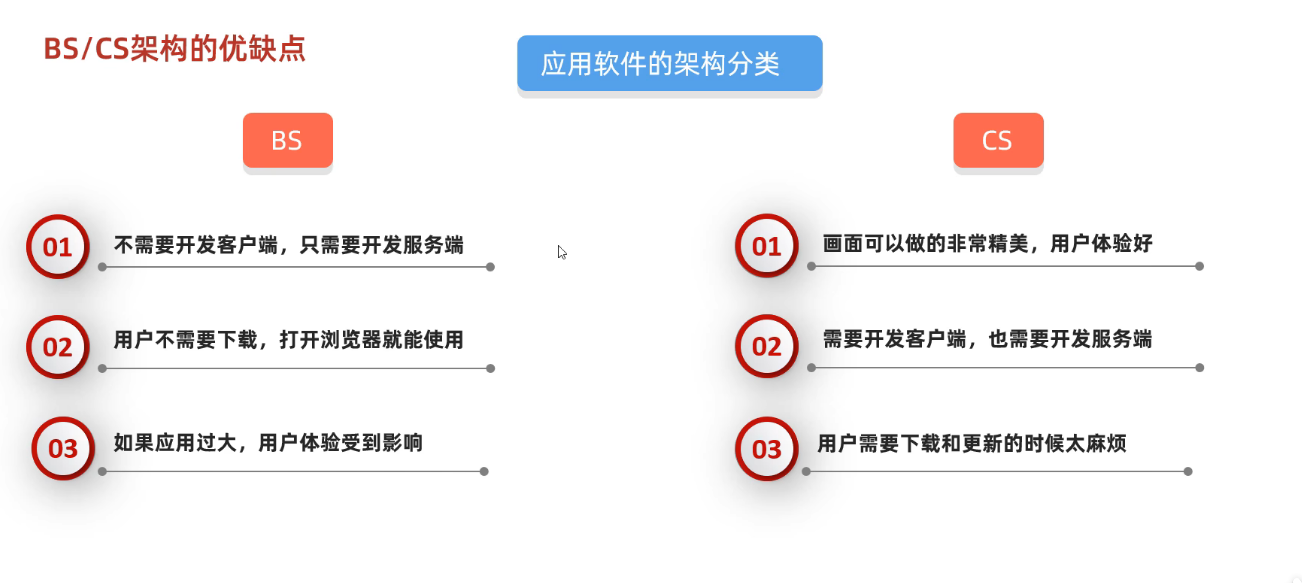 BS/CS架构的优缺点
应用软件的架构分类
BS
01
不需要开发客户端，只需要开发服务端
02
用户不需要下载，打开浏览器就能使用
03
如果应用过大，用户体验受到影响
CS
01
画面可以做的非常精美，用户体验好
02
需要开发客户端，也需要开发服务端
03
用户需要下载和更新的时候太麻烦